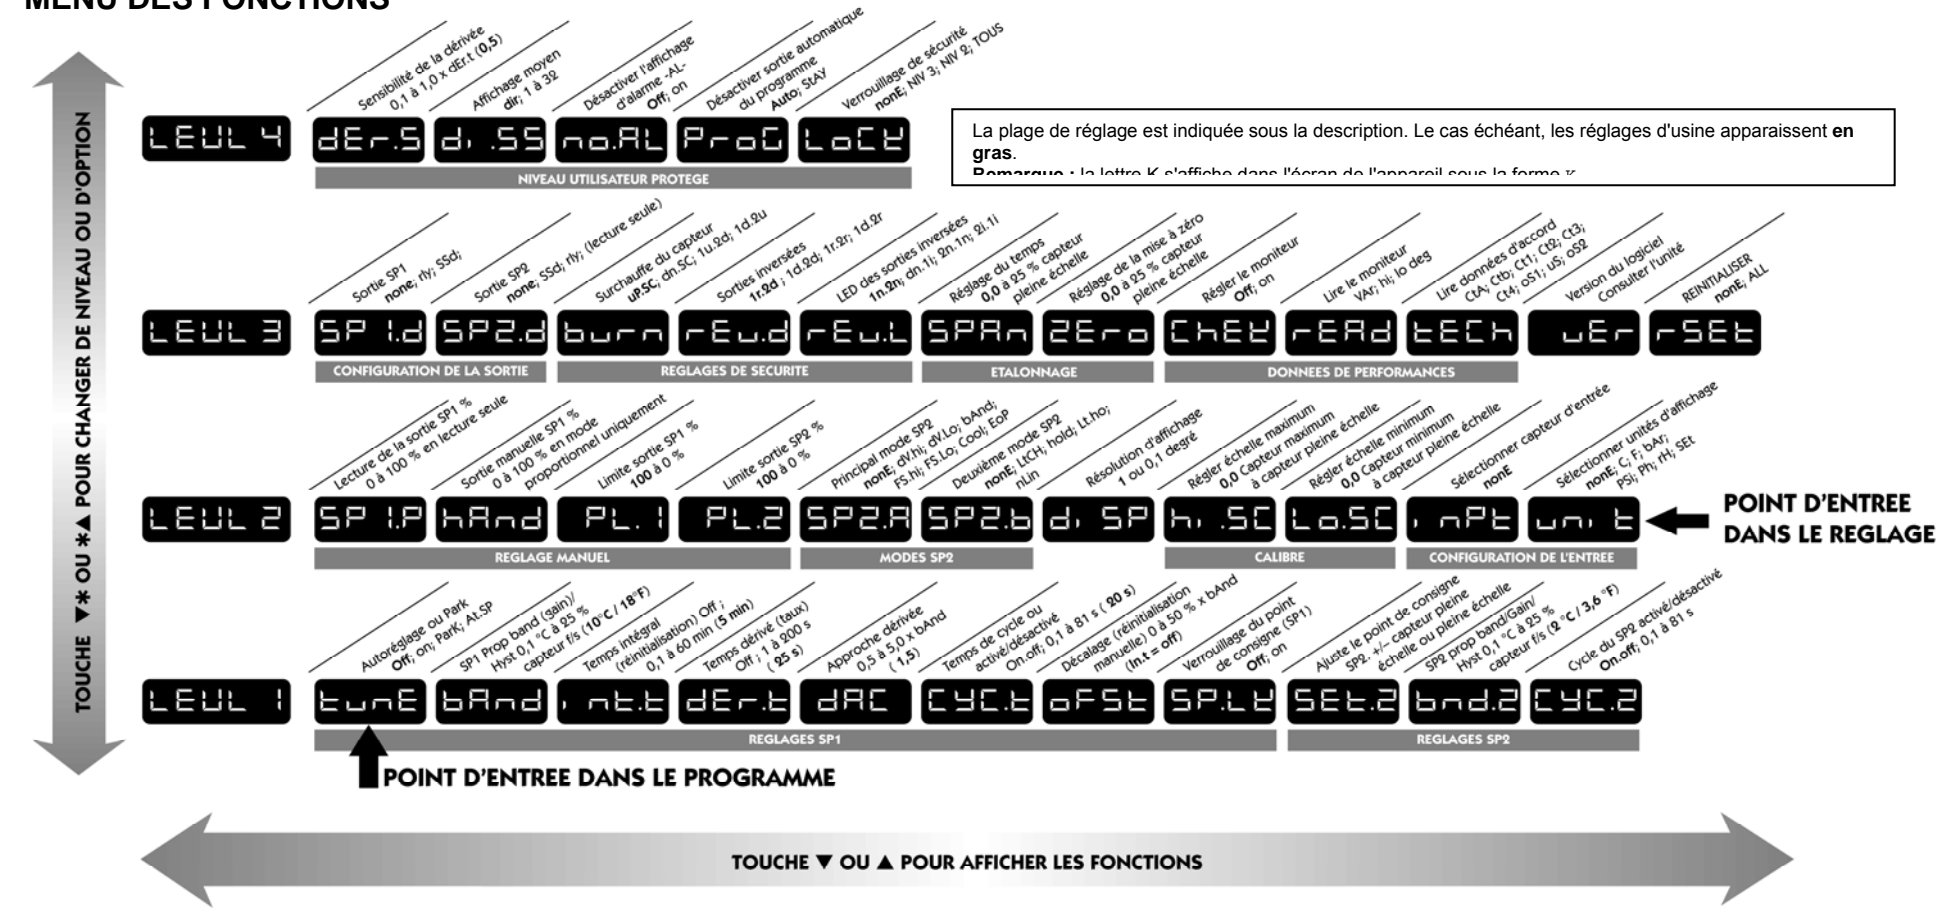 MENU DES FONCTIONS
TOUCHE ▼✱ OU ✱▲ POUR CHANGER DE NIVEAU OU D'OPTION
Sensibilité de la dérivée
0,1 à 1,0 x dEr.t (0,5)
Affichage moyen
dir; 1 à 32
Désactiver l'affichage
d'alarme -AL-
Off; on
Désactiver sortie automatique
du programme
Auto; StAY
Verrouillage de sécurité
nonE; NIV 3; NIV 2; TOUS
LEUL 4
dEr.S
di .SS
no.AL
ProG
LoCK
NIVEAU UTILISATEUR PROTEGE
La plage de réglage est indiquée sous la description. Le cas échéant, les réglages d'usine apparaissent en
gras.
Remarque : la lettre K s'affiche dans l'écran de l'appareil sous la forme K
Sortie SP1
none; rly; SSd;
Sortie SP2
none; SSd; rly; (lecture seule)
Surchauffe du capteur
uP.SC, dn.SC; 1u.2d; 1d.2u
Sorties inversées
1r.2d ; 1d.2d; 1r.2r; 1d.2r
LED des sorties inversées
1n.2n; dn.1i; 2n.1n; 2i.1i
Réglage du temps
0,0 à 25 % capteur
pleine échelle
Réglage de la mise à zéro
0,0 à 25 % capteur
pleine échelle
Régler le moniteur
Off; on
Lire le moniteur
VAr; hi; lo deg
Lire données d'accord
CtA; Ctb; Ct1; Ct2; Ct3;
Ct4; oS1; uS; oS2
Version du logiciel
Consulter l'unité
REINITIALISER
nonE; ALL
LEUL 3
SP 1.d
SP2.d
burn
rEu.d
rEu.L
SPAn
ZEro
ChEK
rEAd
tECh
uEr
rSEt
CONFIGURATION DE LA SORTIE
REGLAGES DE SECURITE
ETALONNAGE
DONNEES DE PERFORMANCES
Lecture de la sortie SP1 %
0 à 100 % en lecture seule
Sortie manuelle SP1 %
0 à 100 % en mode
proportionnel uniquement
Limite sortie SP1 %
100 à 0 %
Limite sortie SP2 %
100 à 0 %
Principal mode SP2
nonE; dV.hi; dV.Lo; bAnd;
FS.hi; FS.Lo; Cool; EoP
Deuxième mode SP2
nonE; LtCH; hold; Lt.ho;
nLin
Résolution d'affichage
1 ou 0,1 degré
Régler échelle maximum
0,0 Capteur maximum
à capteur pleine échelle
Régler échelle minimum
0,0 Capteur minimum
à capteur pleine échelle
Sélectionner capteur d'entrée
nonE
Sélectionner unités d'affichage
nonE; C; F; bAr;
PSi; Ph; rH; SEt
LEUL 2
SP 1.P
hAnd
PL. 1
PL.2
SP2.A
SP2.b
di SP
hi .SC
Lo.SC
inPt
uni t
POINT D'ENTREE
DANS LE REGLAGE
REGLAGE MANUEL
MODES SP2
CALIBRE
CONFIGURATION DE L'ENTREE
Autoréglage ou Park
Off; on; ParK; At.SP
SP1 Prop band (gain)/
Hyst 0,1 °C à 25 %
capteur f/s (10°C / 18°F)
Temps intégral
(réinitialisation) Off ;
0,1 à 60 min (5 min)
Temps dérivé (taux)
Off ; 1 à 200 s
( 25 s)
Approche dérivée
0,5 à 5,0 x bAnd
( 1,5)
Temps de cycle ou
activé/désactivé
On.off; 0,1 à 81 s ( 20 s)
Décalage (réinitialisation
manuelle) 0 à 50 % x bAnd
(In.t = off)
Verrouillage du point
de consigne (SP1)
Off; on
Ajuste le point de consigne
SP2. +/– capteur pleine
échelle ou pleine échelle
SP2 prop band/Gain/
Hyst 0,1 °C à 25 %
capteur f/s (2 °C / 3,6 °F)
Cycle du SP2 activé/désactivé
On.off; 0,1 à 81 s
LEUL 1
tunE
bAnd
int.t
dEr.t
dAC
CYC.t
oFSt
SP.LK
SEt.2
bnd.2
CYC.2
REGLAGES SP1
REGLAGES SP2
POINT D'ENTREE DANS LE PROGRAMME
TOUCHE ▼ OU ▲ POUR AFFICHER LES FONCTIONS